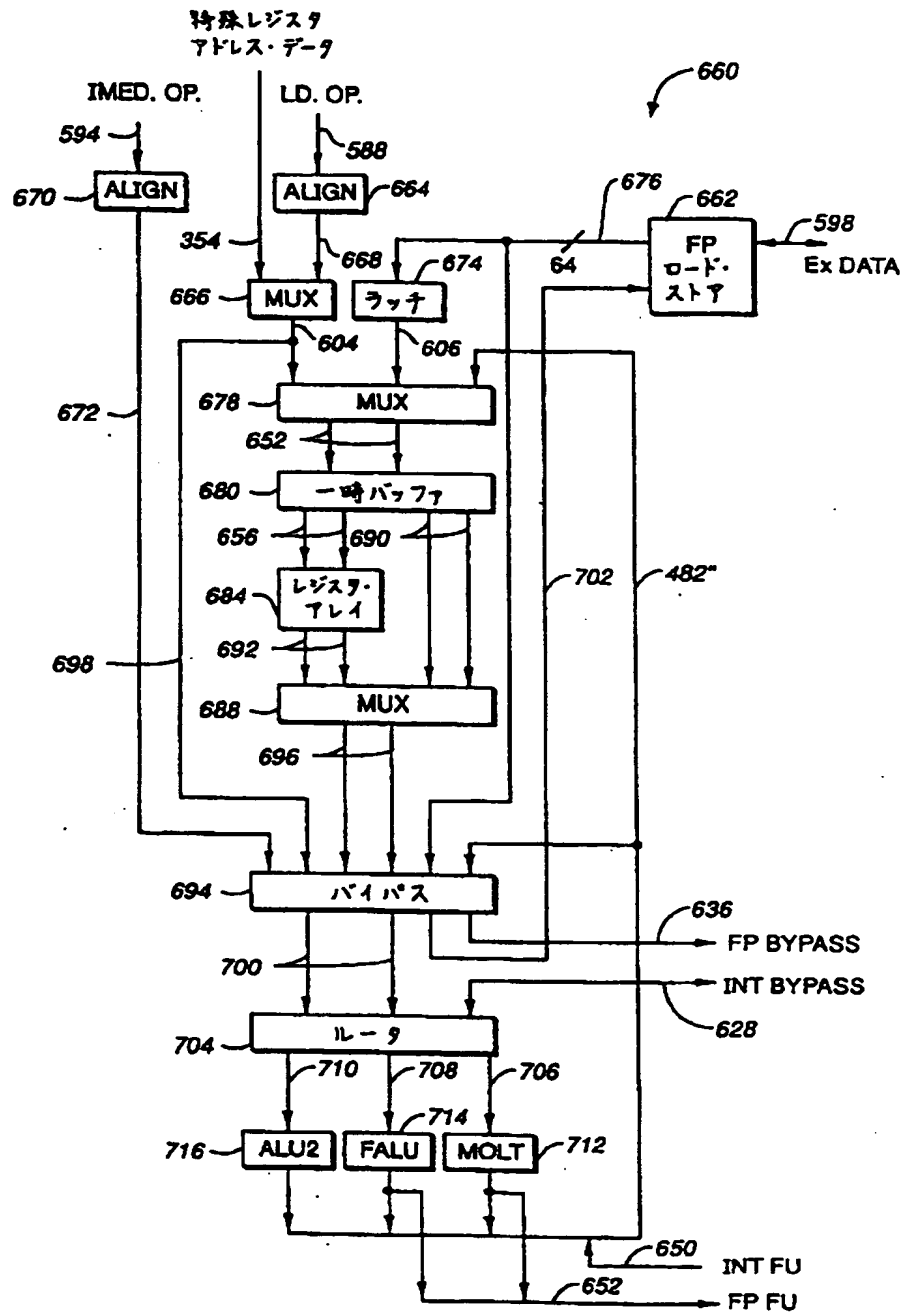 特殊レジスタ
アドレス・データ
660
IMED. OP.
LD. OP.
594
588
676
662
598
670
ALIGN
ALIGN
664
FP
ロード・
ストア
Ex DATA
354
668
674
64
666
MUX
ラッチ
604
606
678
MUX
672
652
680
一時バッファ
656
690
702
482"
684
レジスタ・
アレイ
692
698
688
MUX
696
694
バイパス
636
FP BYPASS
700
INT BYPASS
628
704
ルータ
710
708
706
714
716
ALU2
FALU
MOLT
712
650
INT FU
652
FP FU